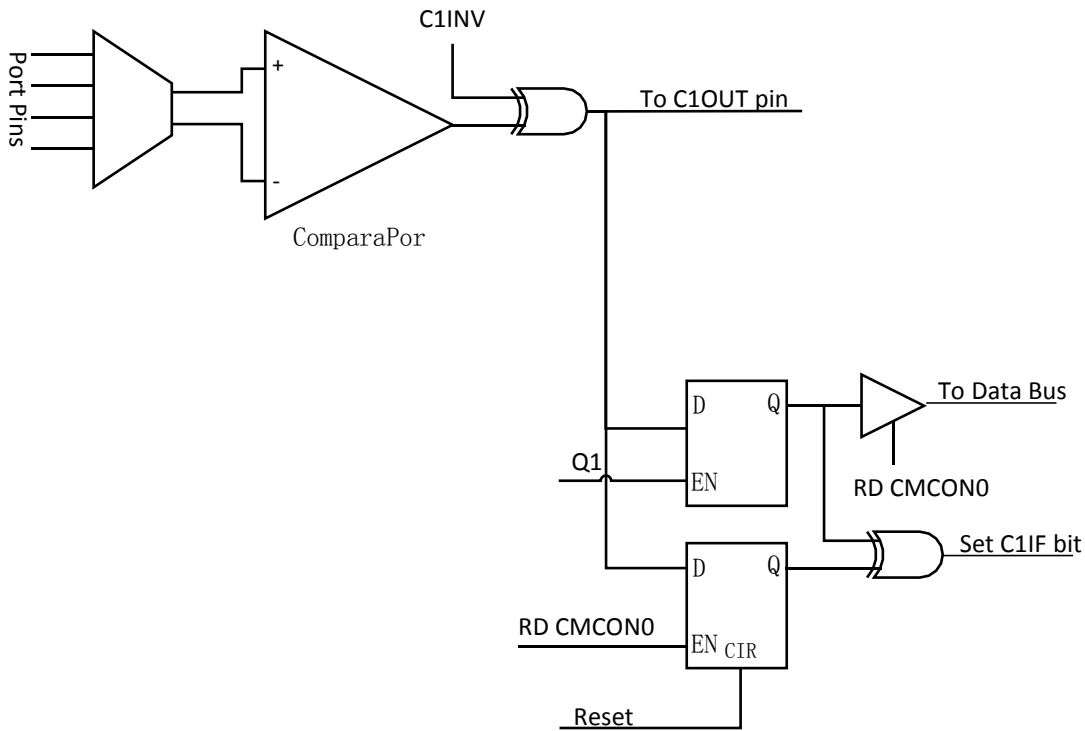 C1INV
Port Pins
+
-
To C1OUT pin
ComparaPor
D
Q
To Data Bus
Q1
EN
RD CMCON0
Set C1IF bit
D
Q
RD CMCON0
EN
CIR
Reset